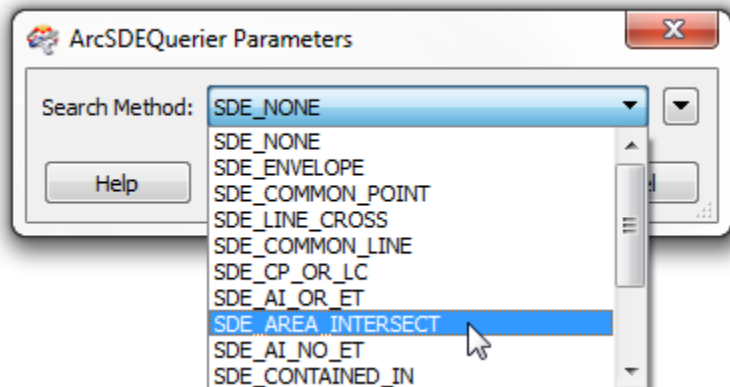 ArcSDEQuerier Parameters
Search Method: SDE_NONE
SDE_NONE
SDE_ENVELOPE
SDE_COMMON_POINT
SDE_LINE_CROSS
SDE_COMMON_LINE
SDE_CP_OR_LC
SDE_AI_OR_ET
SDE_AREA_INTERSECT
SDE_AI_NO_ET
SDE_CONTAINED_IN
Help